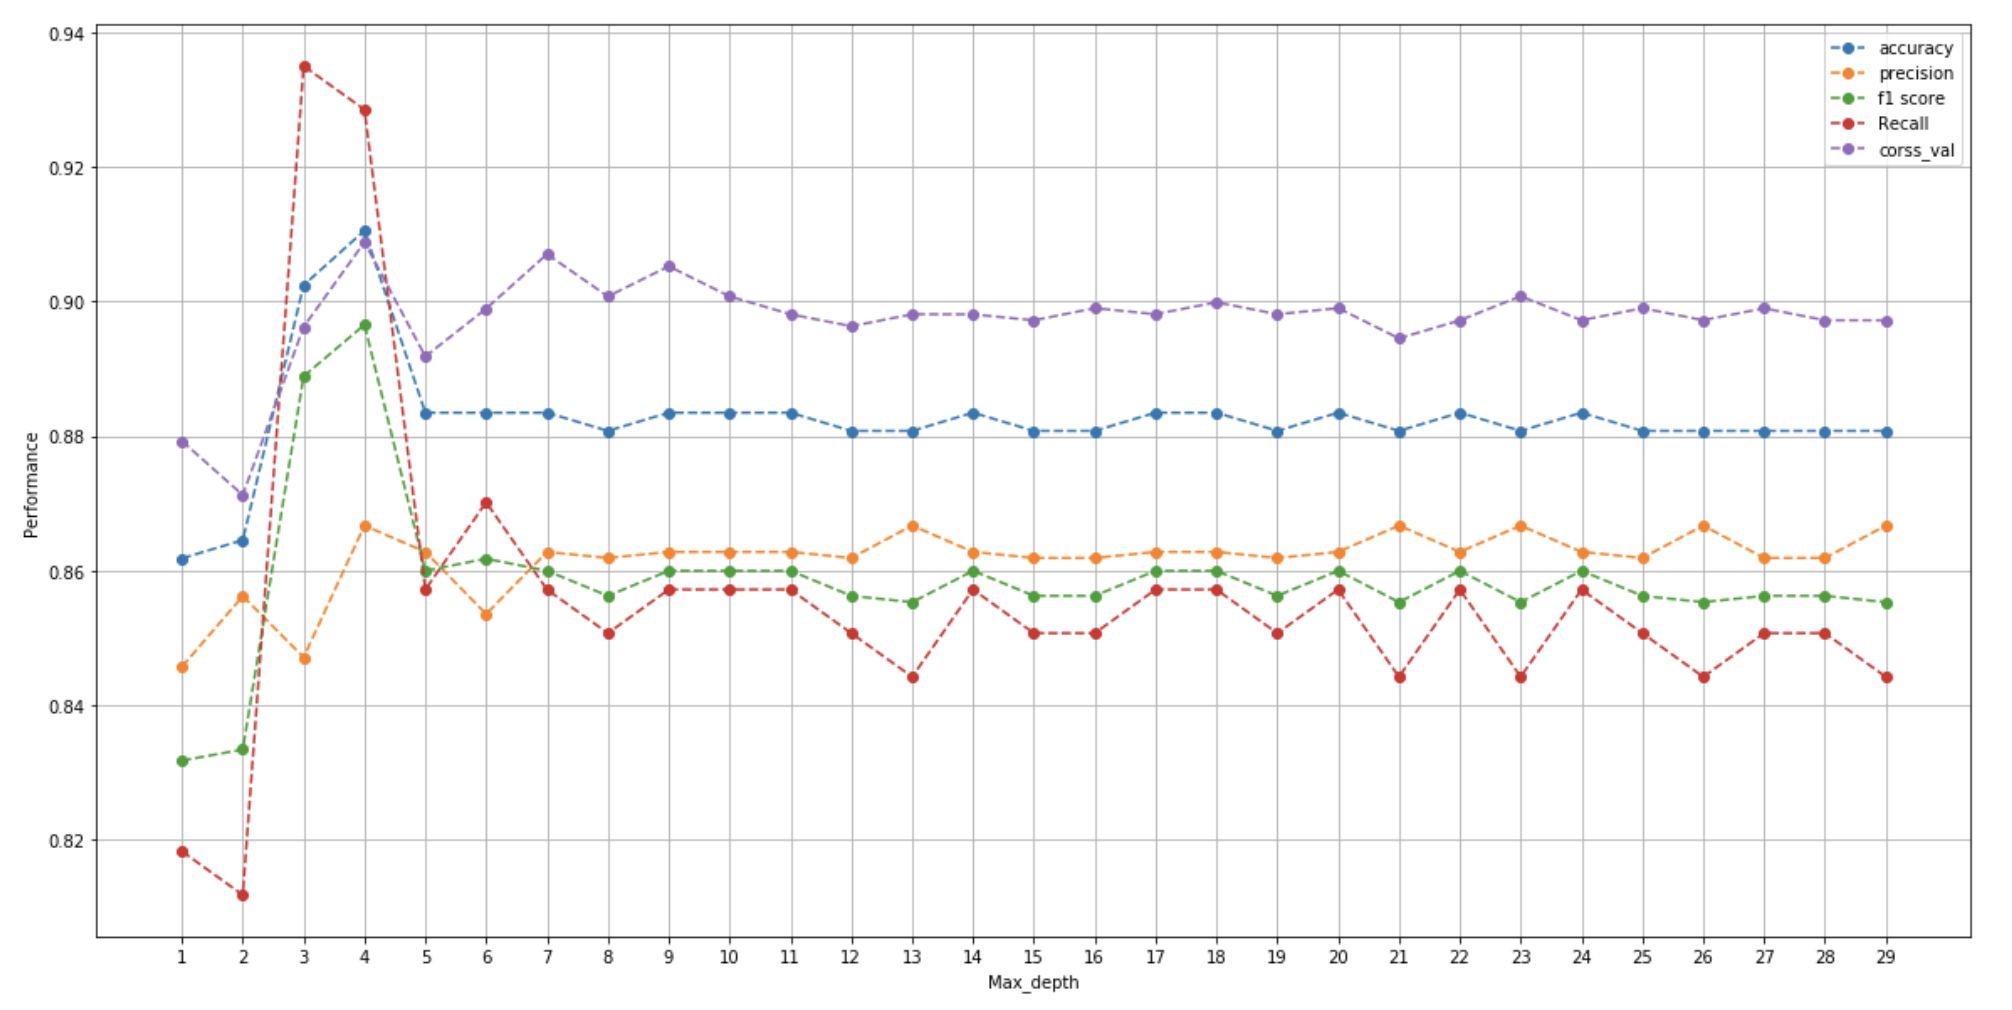 0.94
0.92
0.90
0.88
0.86
0.84
0.82
Performance
accuracy
precision
f1 score
Recall
corss_val
1 2 3 4 5 6 7 8 9 10 11 12 13 14 15 16 17 18 19 20 21 22 23 24 25 26 27 28 29
Max_depth